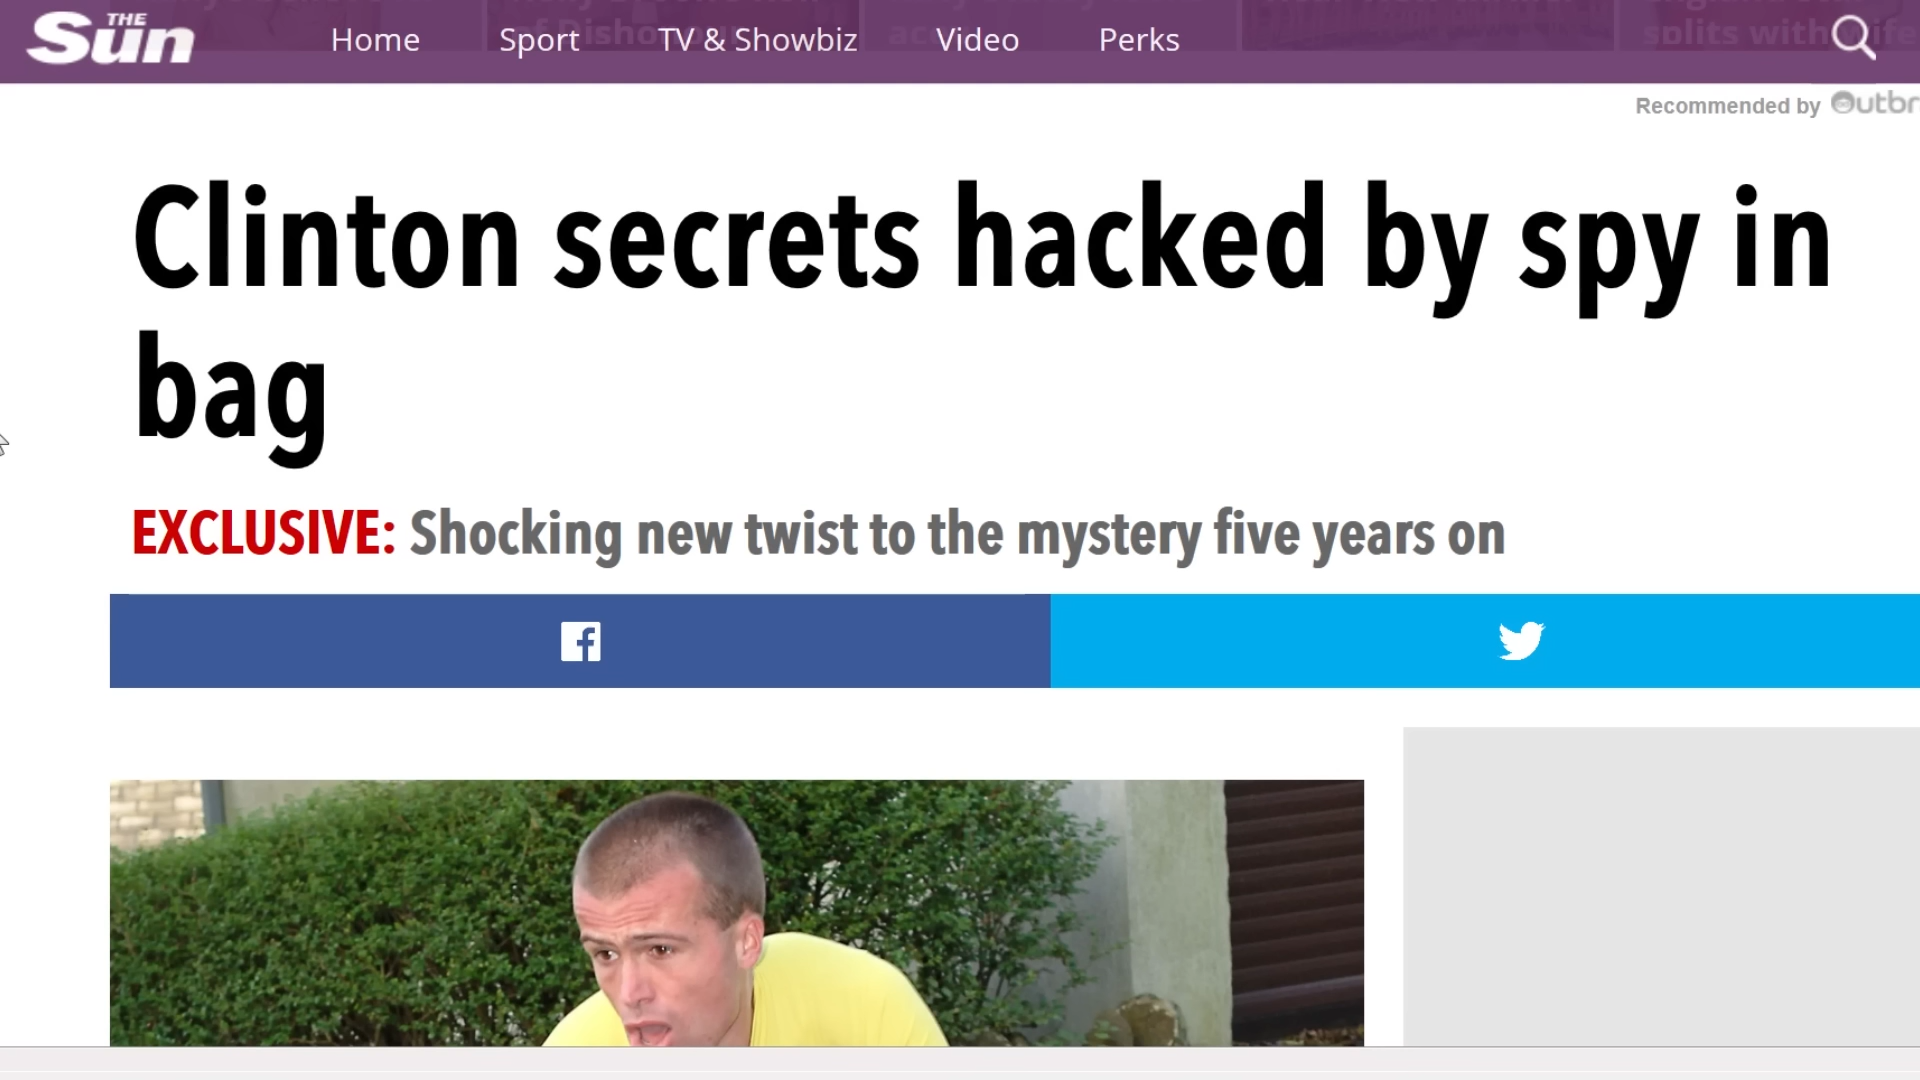 THE
Sun
Home Sport TV & Showbiz Video Perks
Recommended by Outbr
Clinton secrets hacked by spy in
bag
EXCLUSIVE: Shocking new twist to the mystery five years on